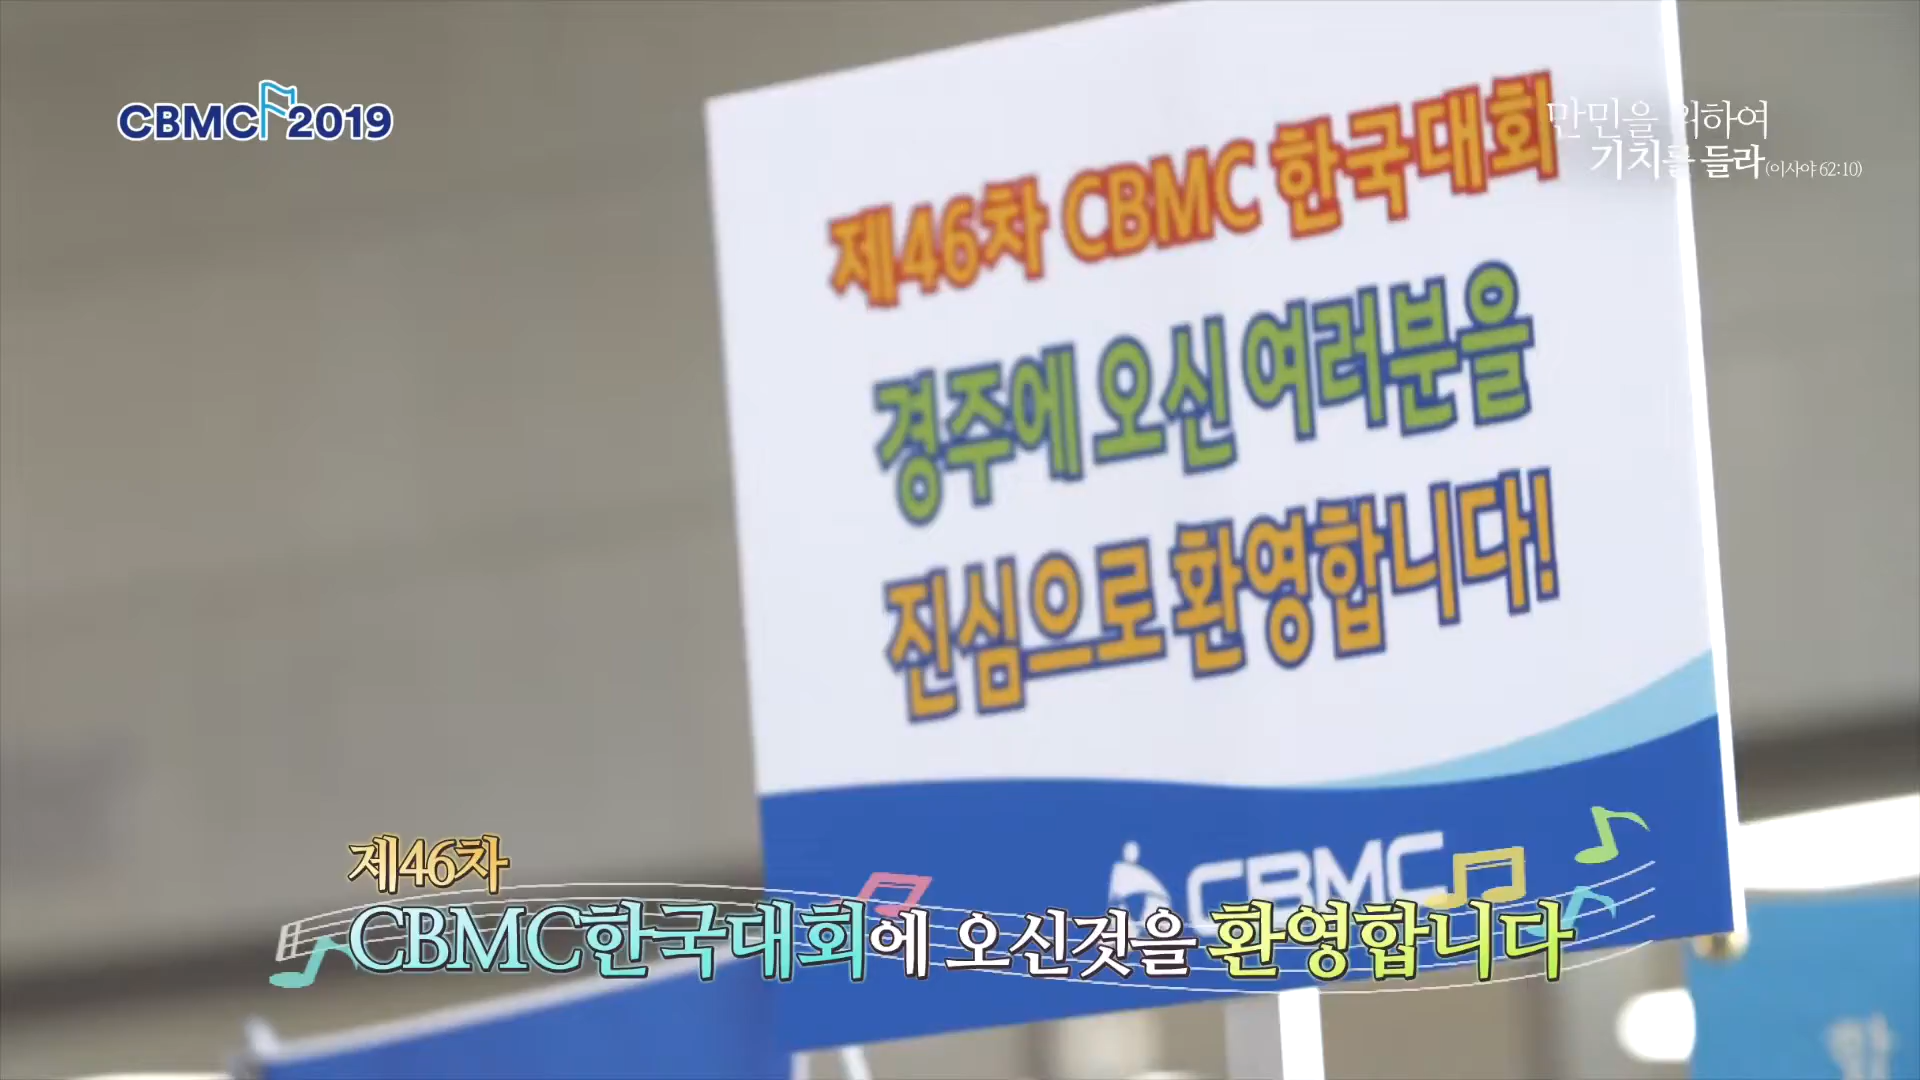 CBMC 2019
만민을 위하여
기치를 들라 (이사야 62:10)
제46차 CBMC 한국대회
경주에 오신 여러분을
진심으로 환영합니다!
CBMC
제46차
CBMC한국대회에 오신것을 환영합니다